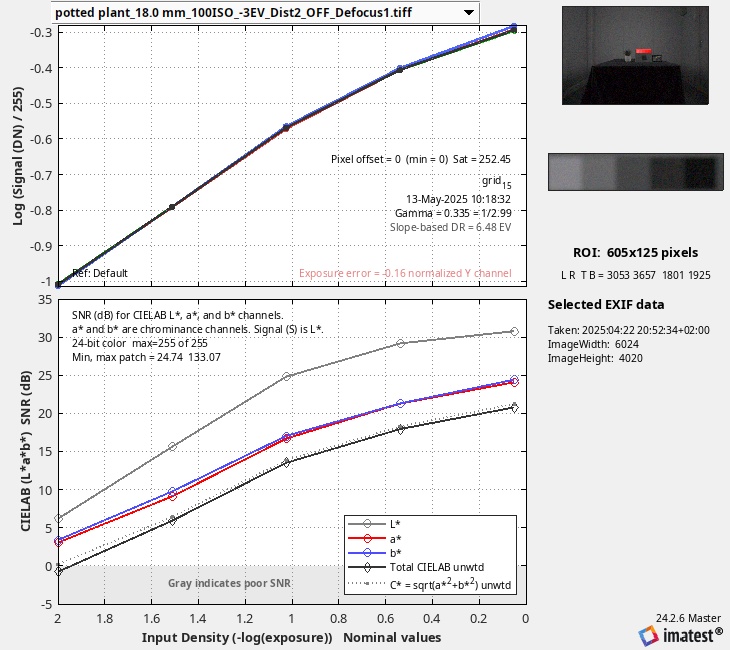 potted plant_18.0 mm_100ISO_-3EV_Dist2_OFF_Defocus1.tiff
Log (Signal (DN) / 255)
-0.3
-0.4
-0.5
-0.6
-0.7
-0.8
-0.9
-1
Pixel offset = 0 (min = 0) Sat = 252.45
grid15
13-May-2025 10:18:32
Gamma = 0.335 = 1/2.99
Slope-based DR = 6.48 EV
Ref: Default
Exposure error = -0.16 normalized Y channel
ROI: 605x125 pixels
L R T B = 3053 3657 1801 1925
Selected EXIF data
Taken: 2025:04:22 20:52:34+02:00
ImageWidth: 6024
ImageHeight: 4020
CIELAB (L*a*b*) SNR (dB)
35
30
25
20
15
10
5
0
-5
SNR (dB) for CIELAB L*, a*, and b* channels.
a* and b* are chrominance channels. Signal (S) is L*.
24-bit color max=255 of 255
Min, max patch = 24.74 133.07
L*
a*
b*
Total CIELAB unwtd
C* = sqrt(a*2+b*2) unwtd
Gray indicates poor SNR
2 1.8 1.6 1.4 1.2 1 0.8 0.6 0.4 0.2 0
Input Density (-log(exposure)) Nominal values
24.2.6 Master
imatest®